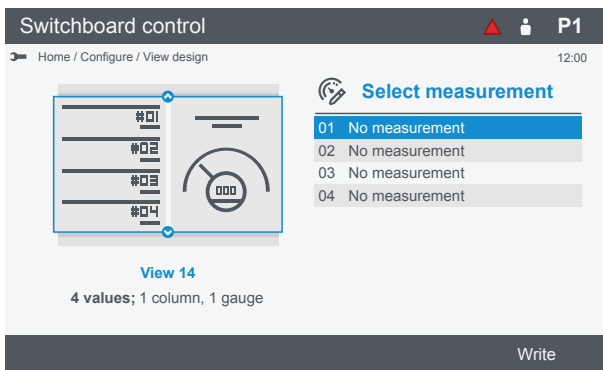 Switchboard control
P1
Home / Configure / View design
12:00
#01
#02
#03
#04
000
View 14
4 values; 1 column, 1 gauge
Select measurement
01 No measurement
02 No measurement
03 No measurement
04 No measurement
Write